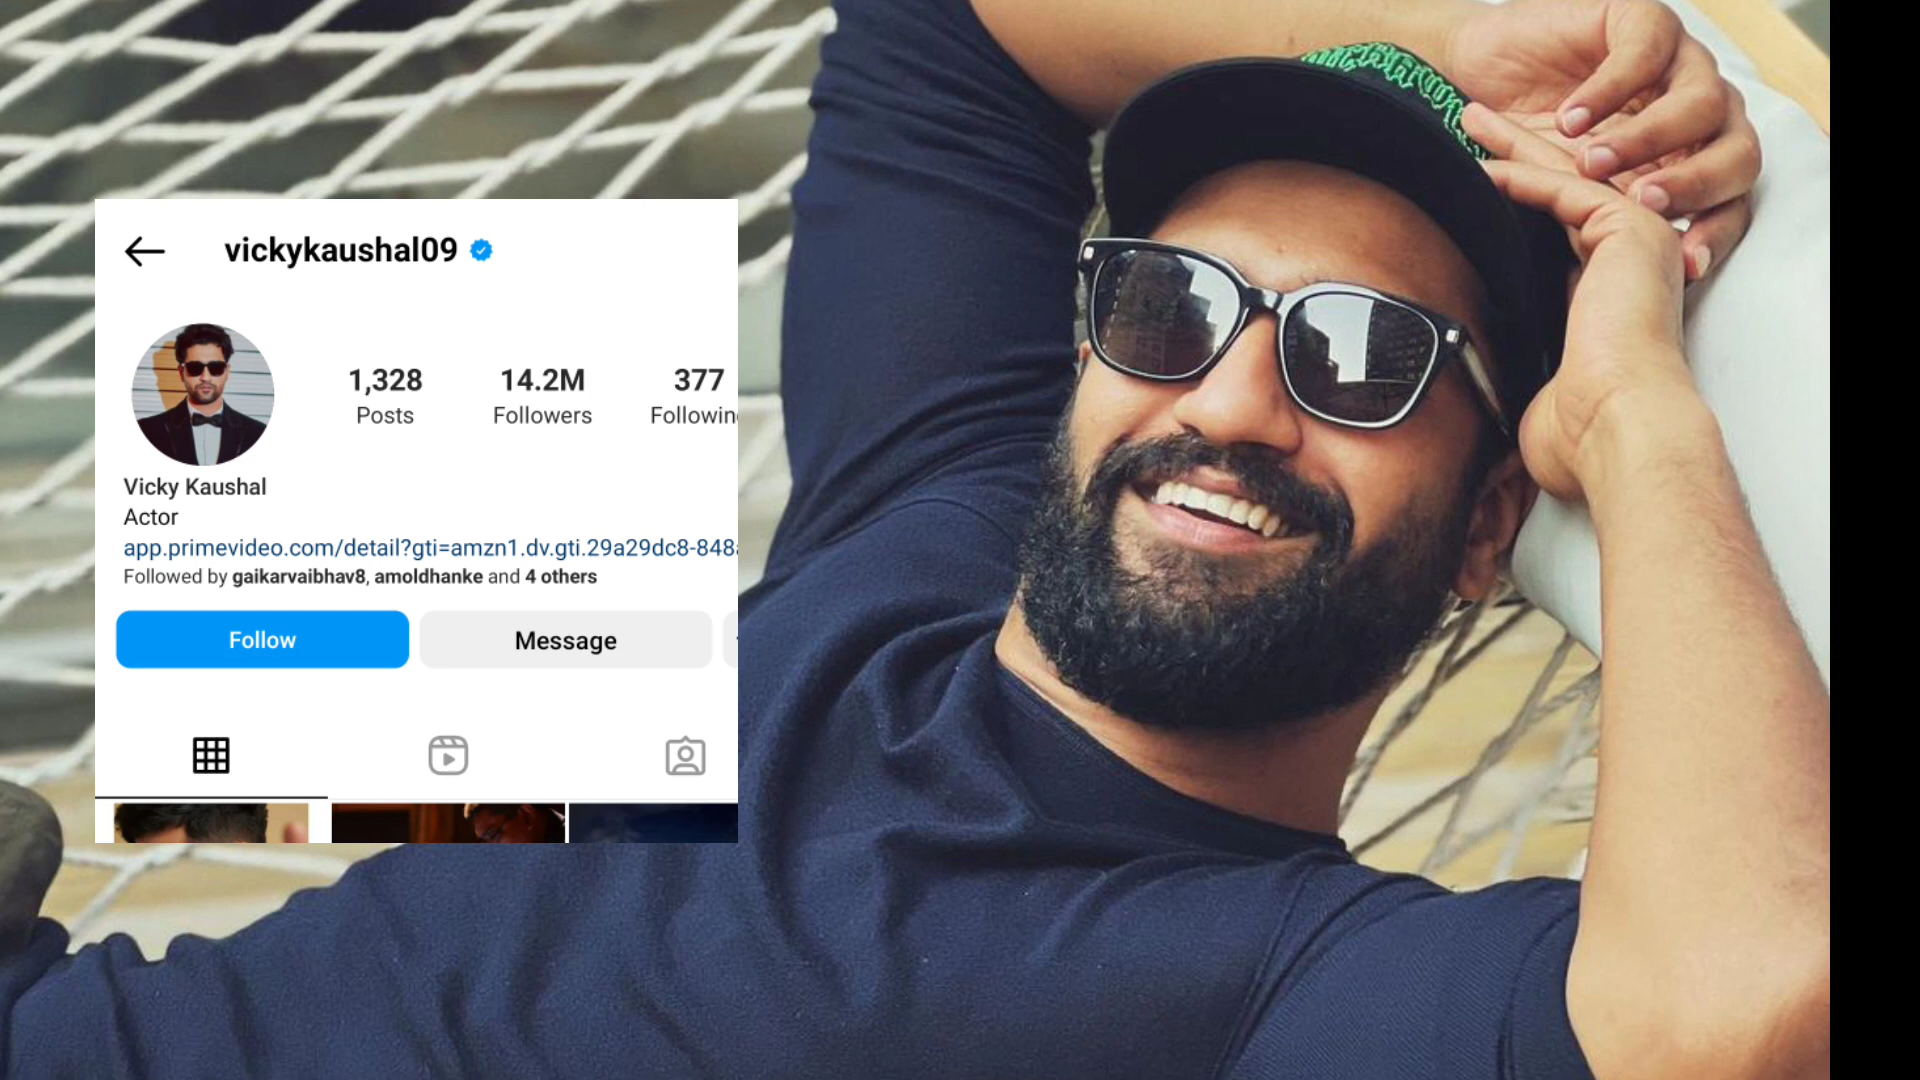 vickykaushal09
1,328 14.2M 377
Posts Followers Followin
Vicky Kaushal
Actor
app.primevideo.com/detail?gti=amzn1.dv.gti.29a29dc8-848
Followed by gaikarvaibhav8, amoldhanke and 4 others
Follow Message